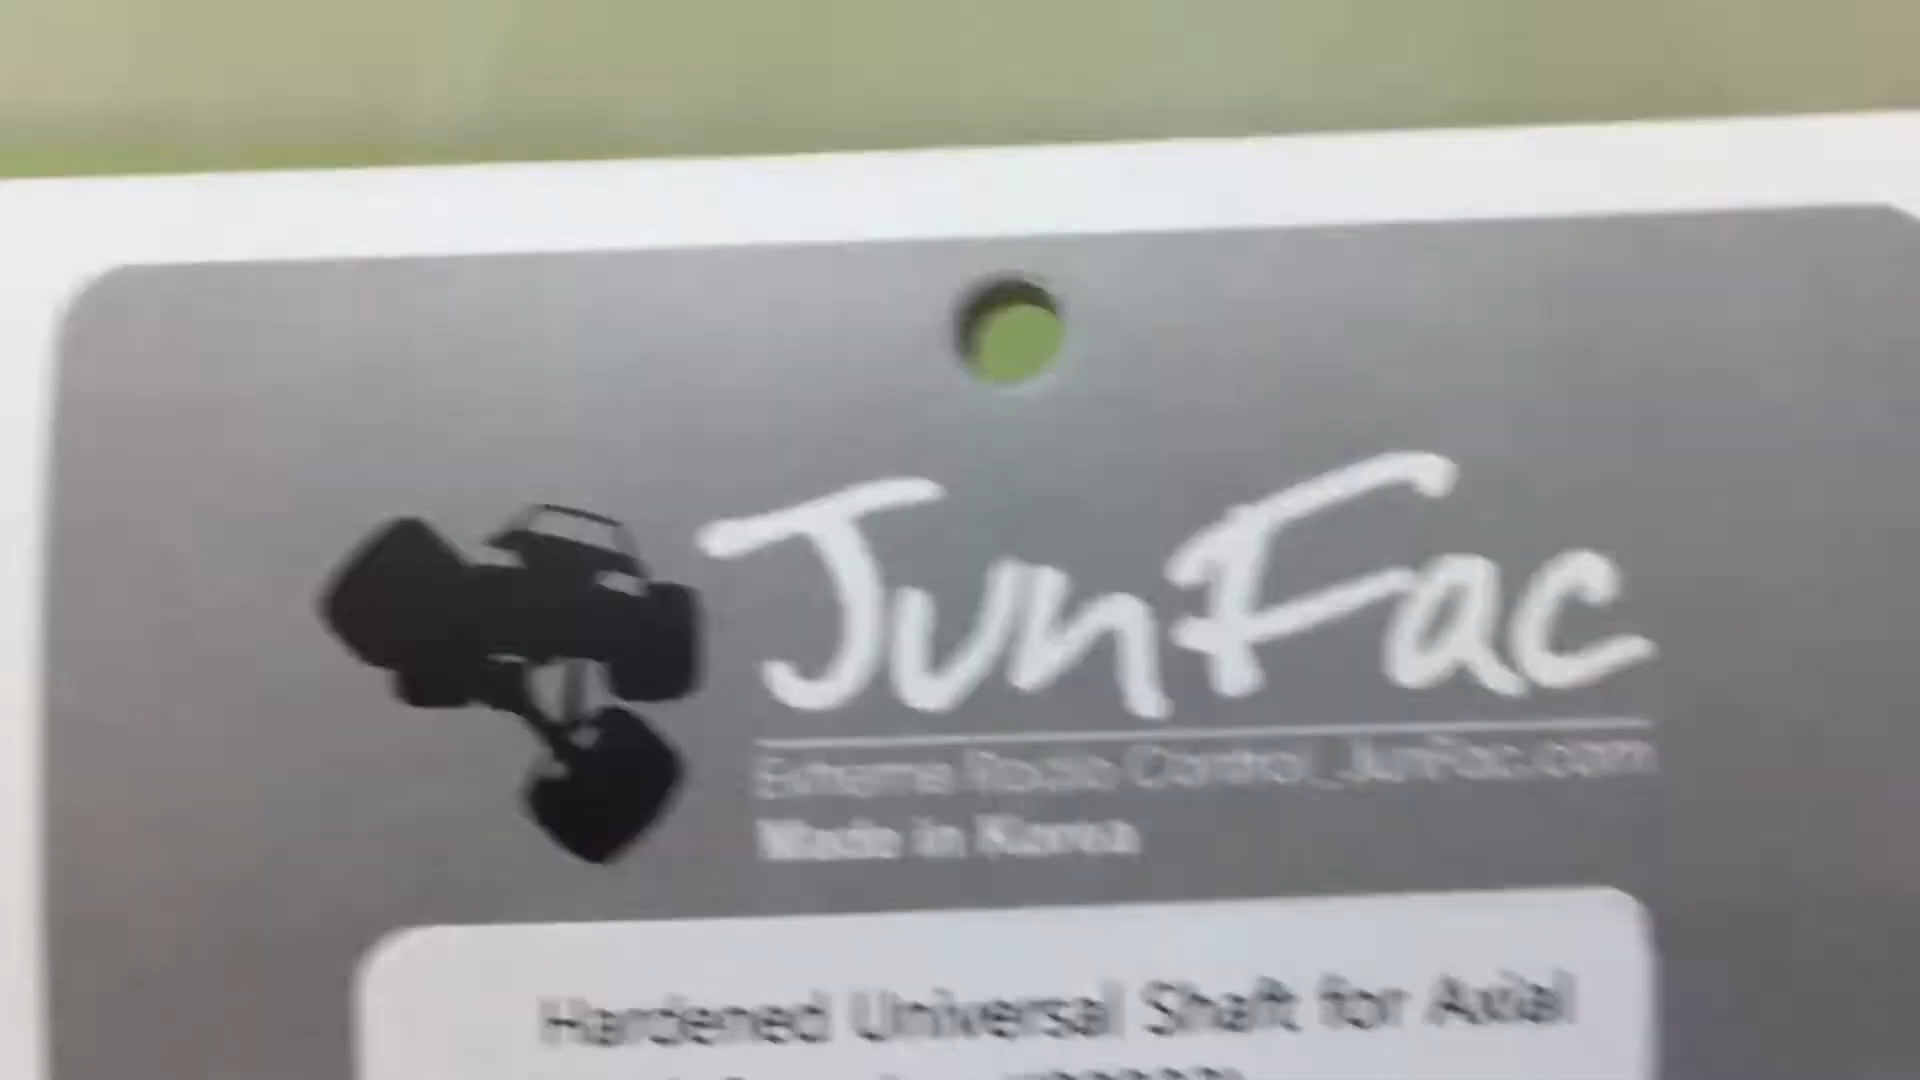 JunFac
Extreme Radio Control_JunFac.com
Made in Korea
Hardened Universal Shaft for Axial